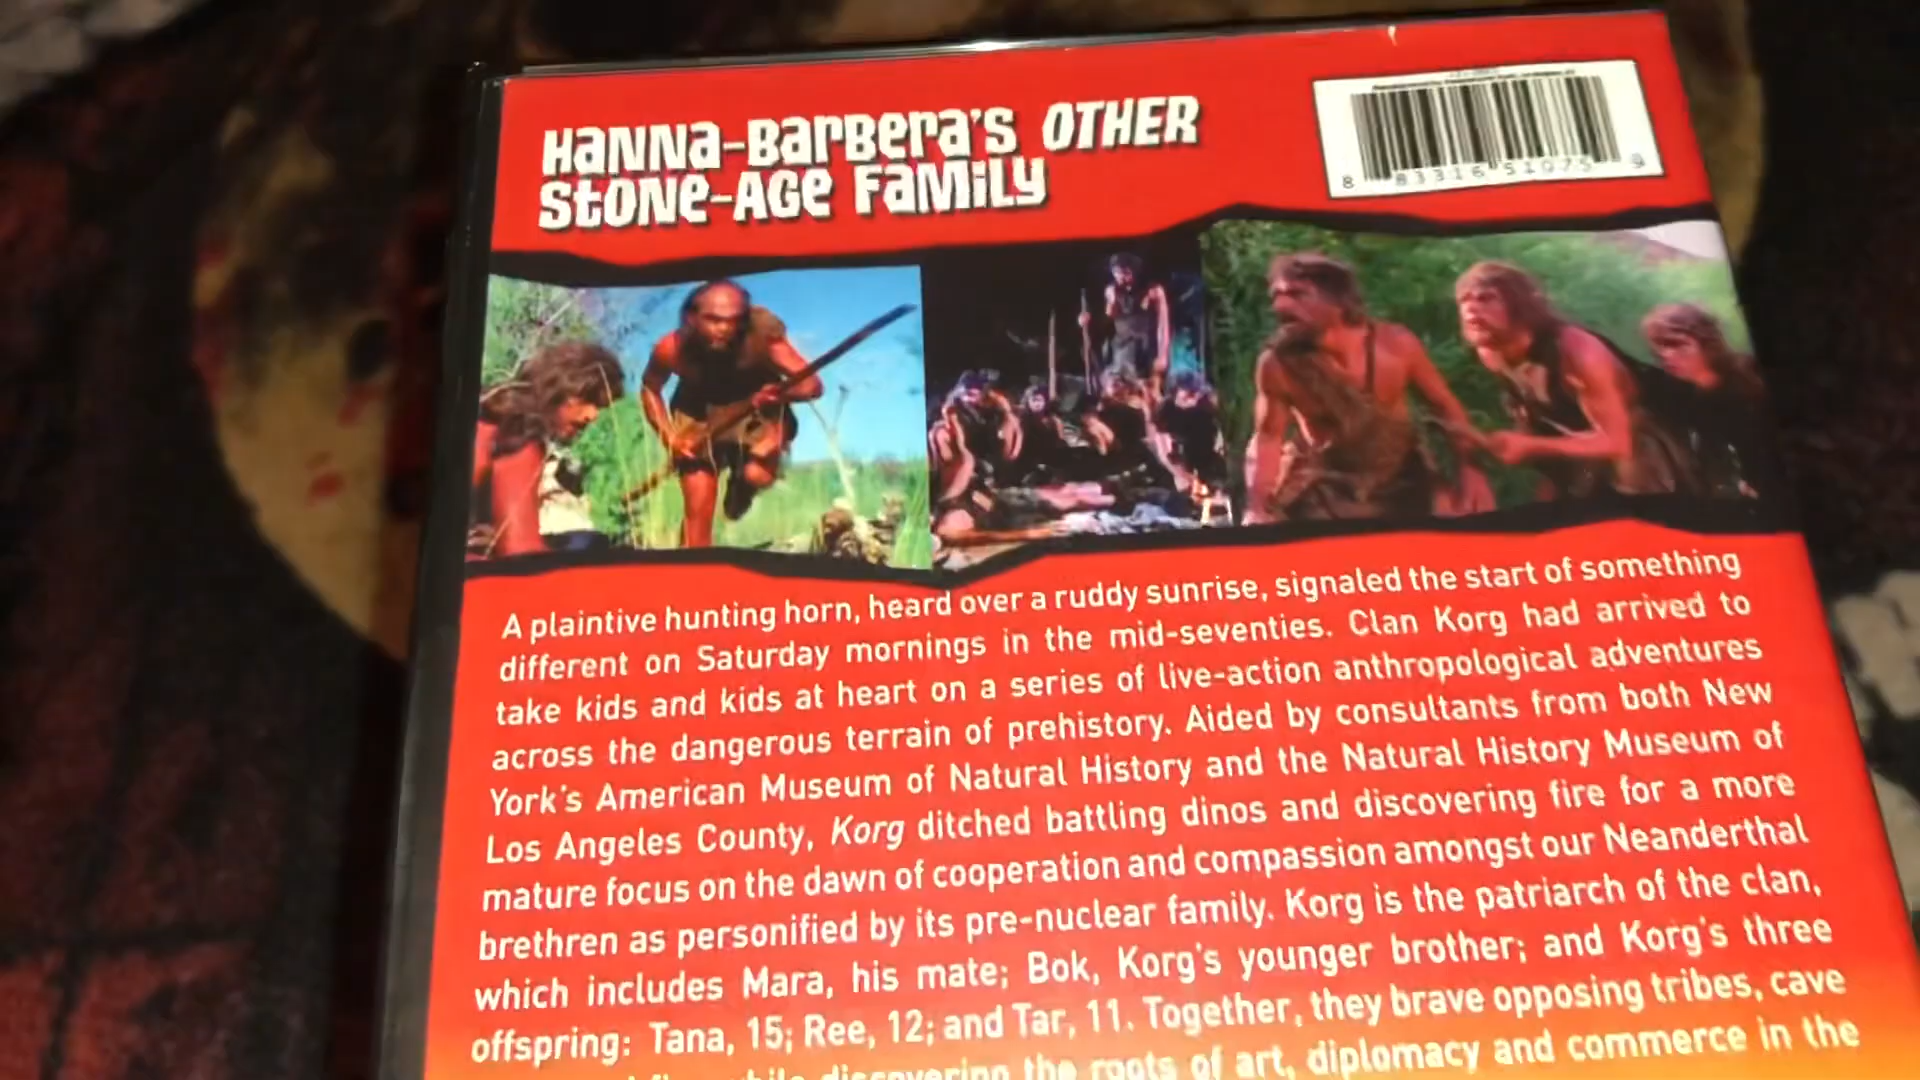 HANNA-BARBERA'S OTHER
STONE-AGE FAMILY
8 83316 51075 9
A plaintive hunting horn, heard over a ruddy sunrise, signaled the start of something
different on Saturday mornings in the mid-seventies. Clan Korg had arrived to
take kids and kids at heart on a series of live-action anthropological adventures
across the dangerous terrain of prehistory. Aided by consultants from both New
York's American Museum of Natural History and the Natural History Museum of
Los Angeles County, Korg ditched battling dinos and discovering fire for a more
mature focus on the dawn of cooperation and compassion amongst our Neanderthal
brethren as personified by its pre-nuclear family. Korg is the patriarch of the clan,
which includes Mara, his mate; Bok, Korg's younger brother; and Korg's three
offspring: Tana, 15; Ree, 12; and Tar, 11. Together, they brave opposing tribes, cave
while discovering the roots of art, diplomacy and commerce in the